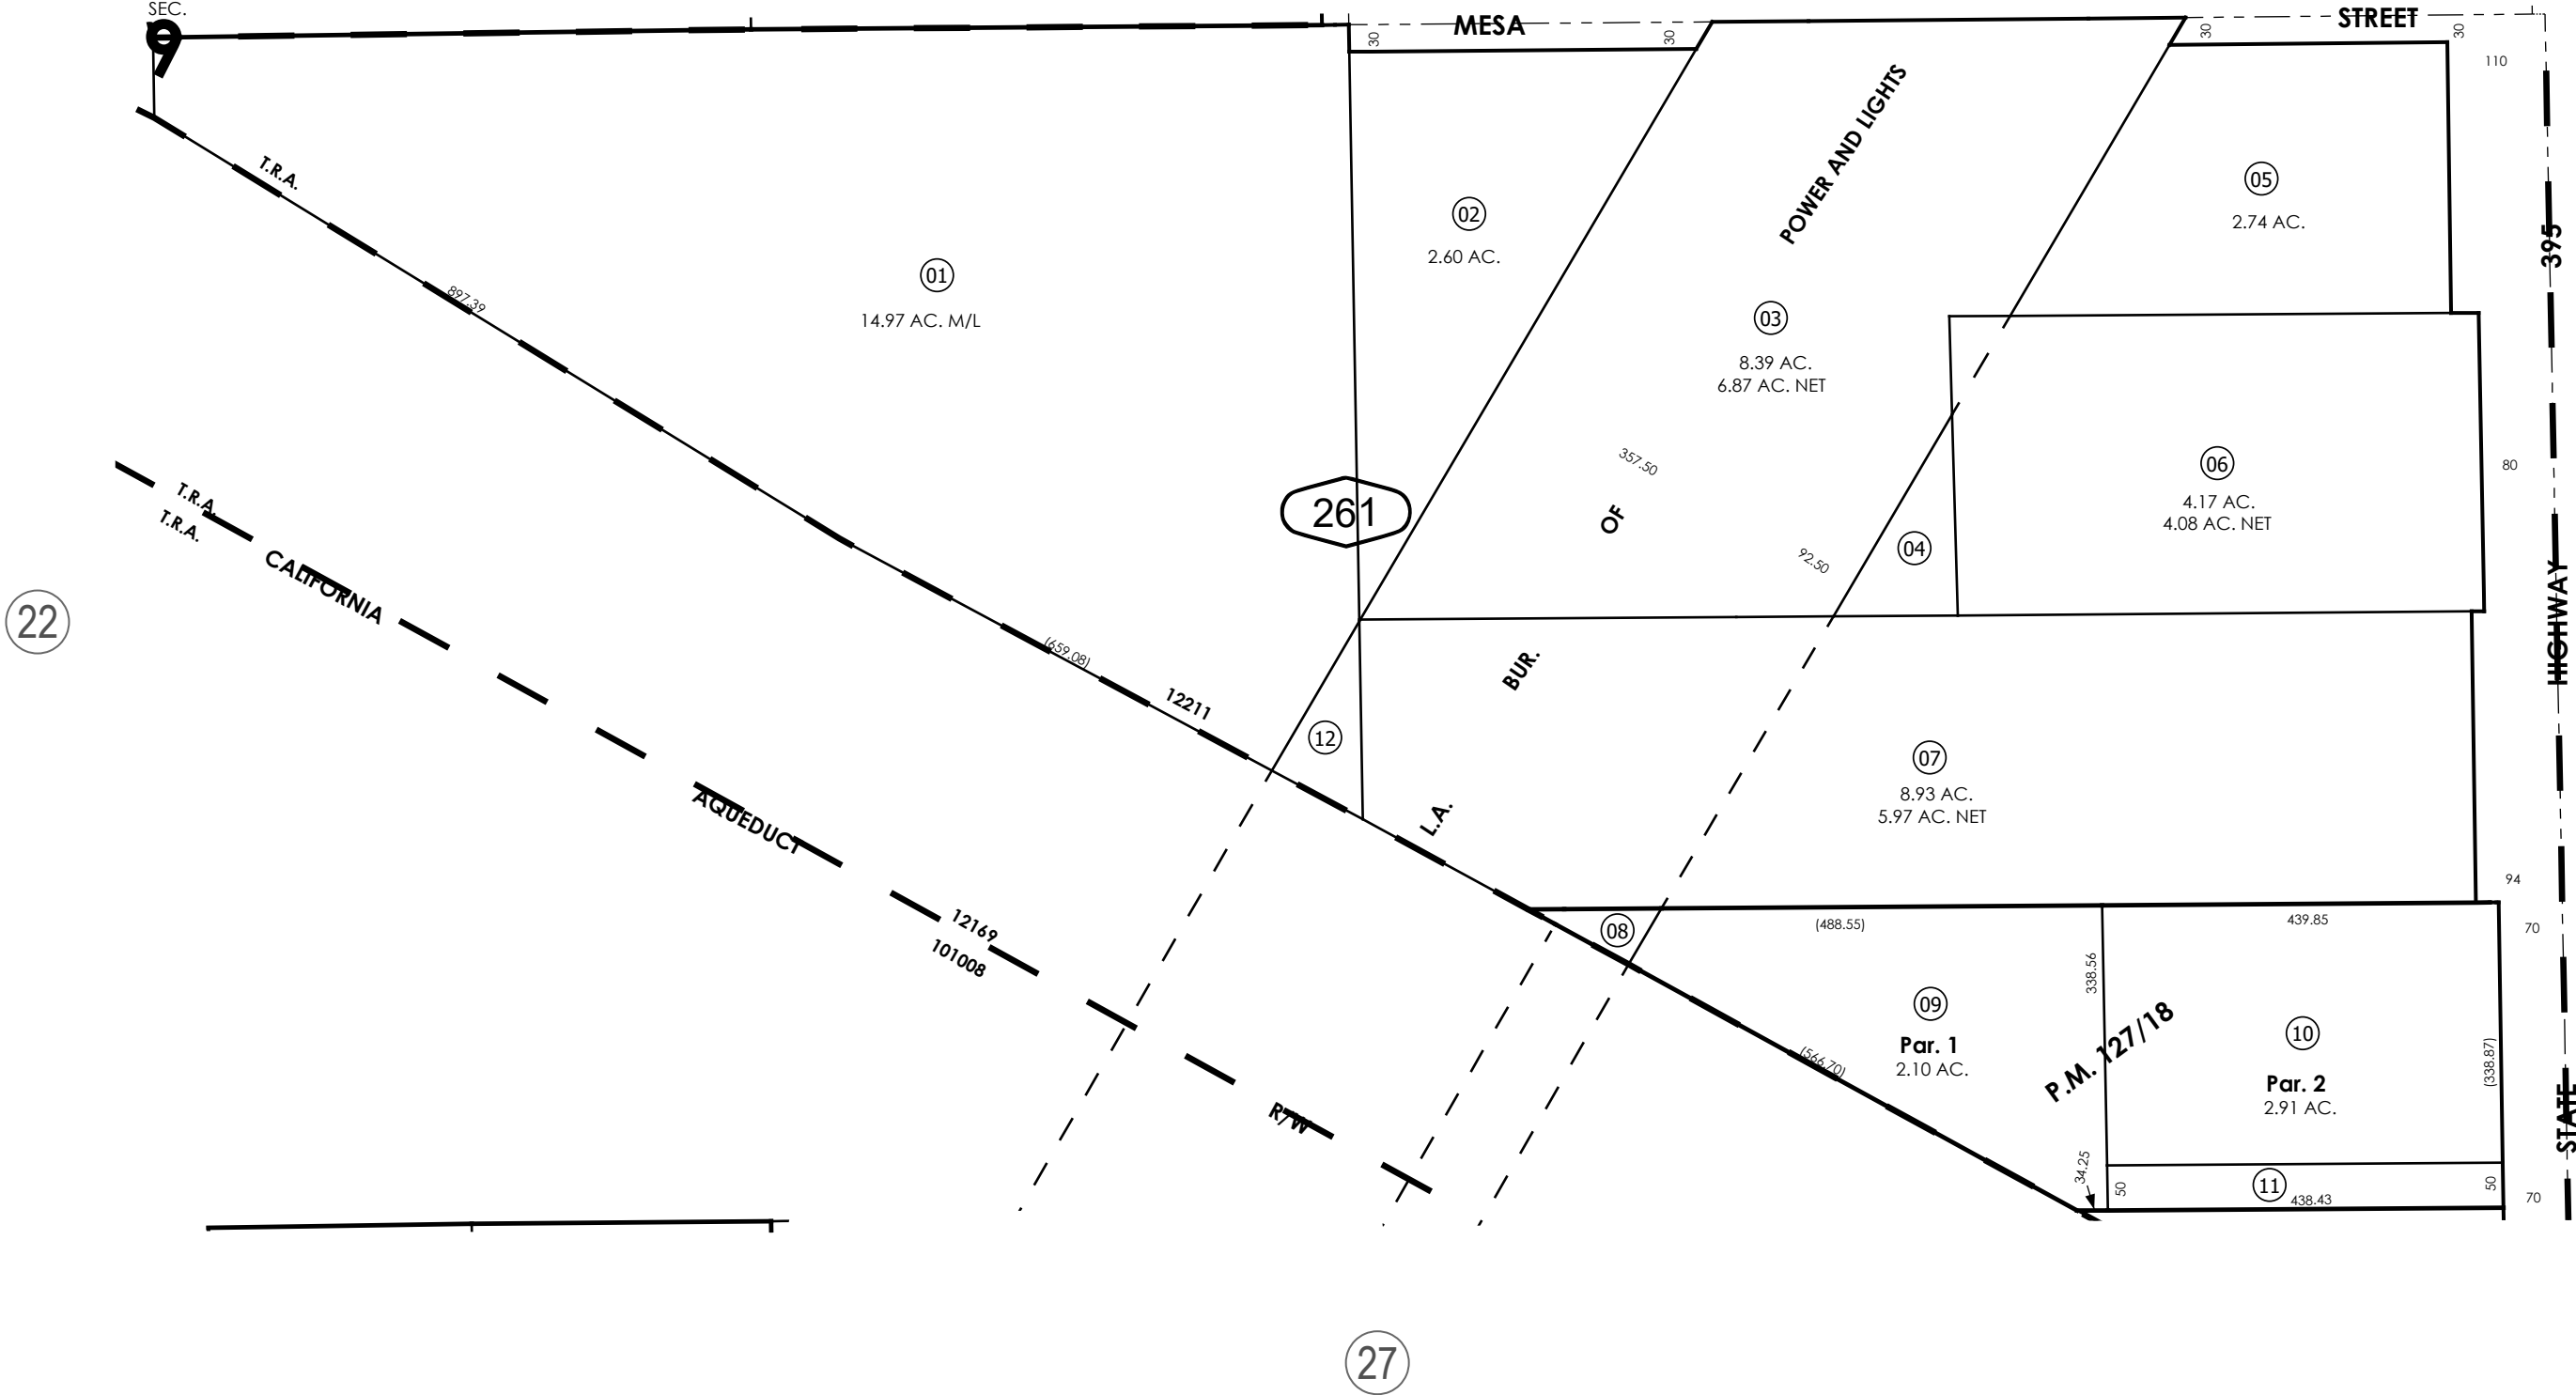 SEC.
9
MESA
STREET
30
30
30
30
110
T.R.A.
POWER AND LIGHTS
05
2.74 AC.
02
2.60 AC.
395
01
14.97 AC. M/L
897.39
03
8.39 AC.
6.87 AC. NET
357.50
06
4.17 AC.
4.08 AC. NET
80
T.R.A.
T.R.A.
261
OF
04
92.50
CALIFORNIA
22
HIGHWAY
(659.08)
BUR.
12211
12
07
8.93 AC.
5.97 AC. NET
AQUEDUCT
L.A.
94
12169
101008
08
(488.55)
439.85
70
338.56
09
Par. 1
2.10 AC.
P.M. 127/18
10
Par. 2
2.91 AC.
(338.87)
(566.70)
R/W
STATE
34.25
50
11
438.43
50
70
27